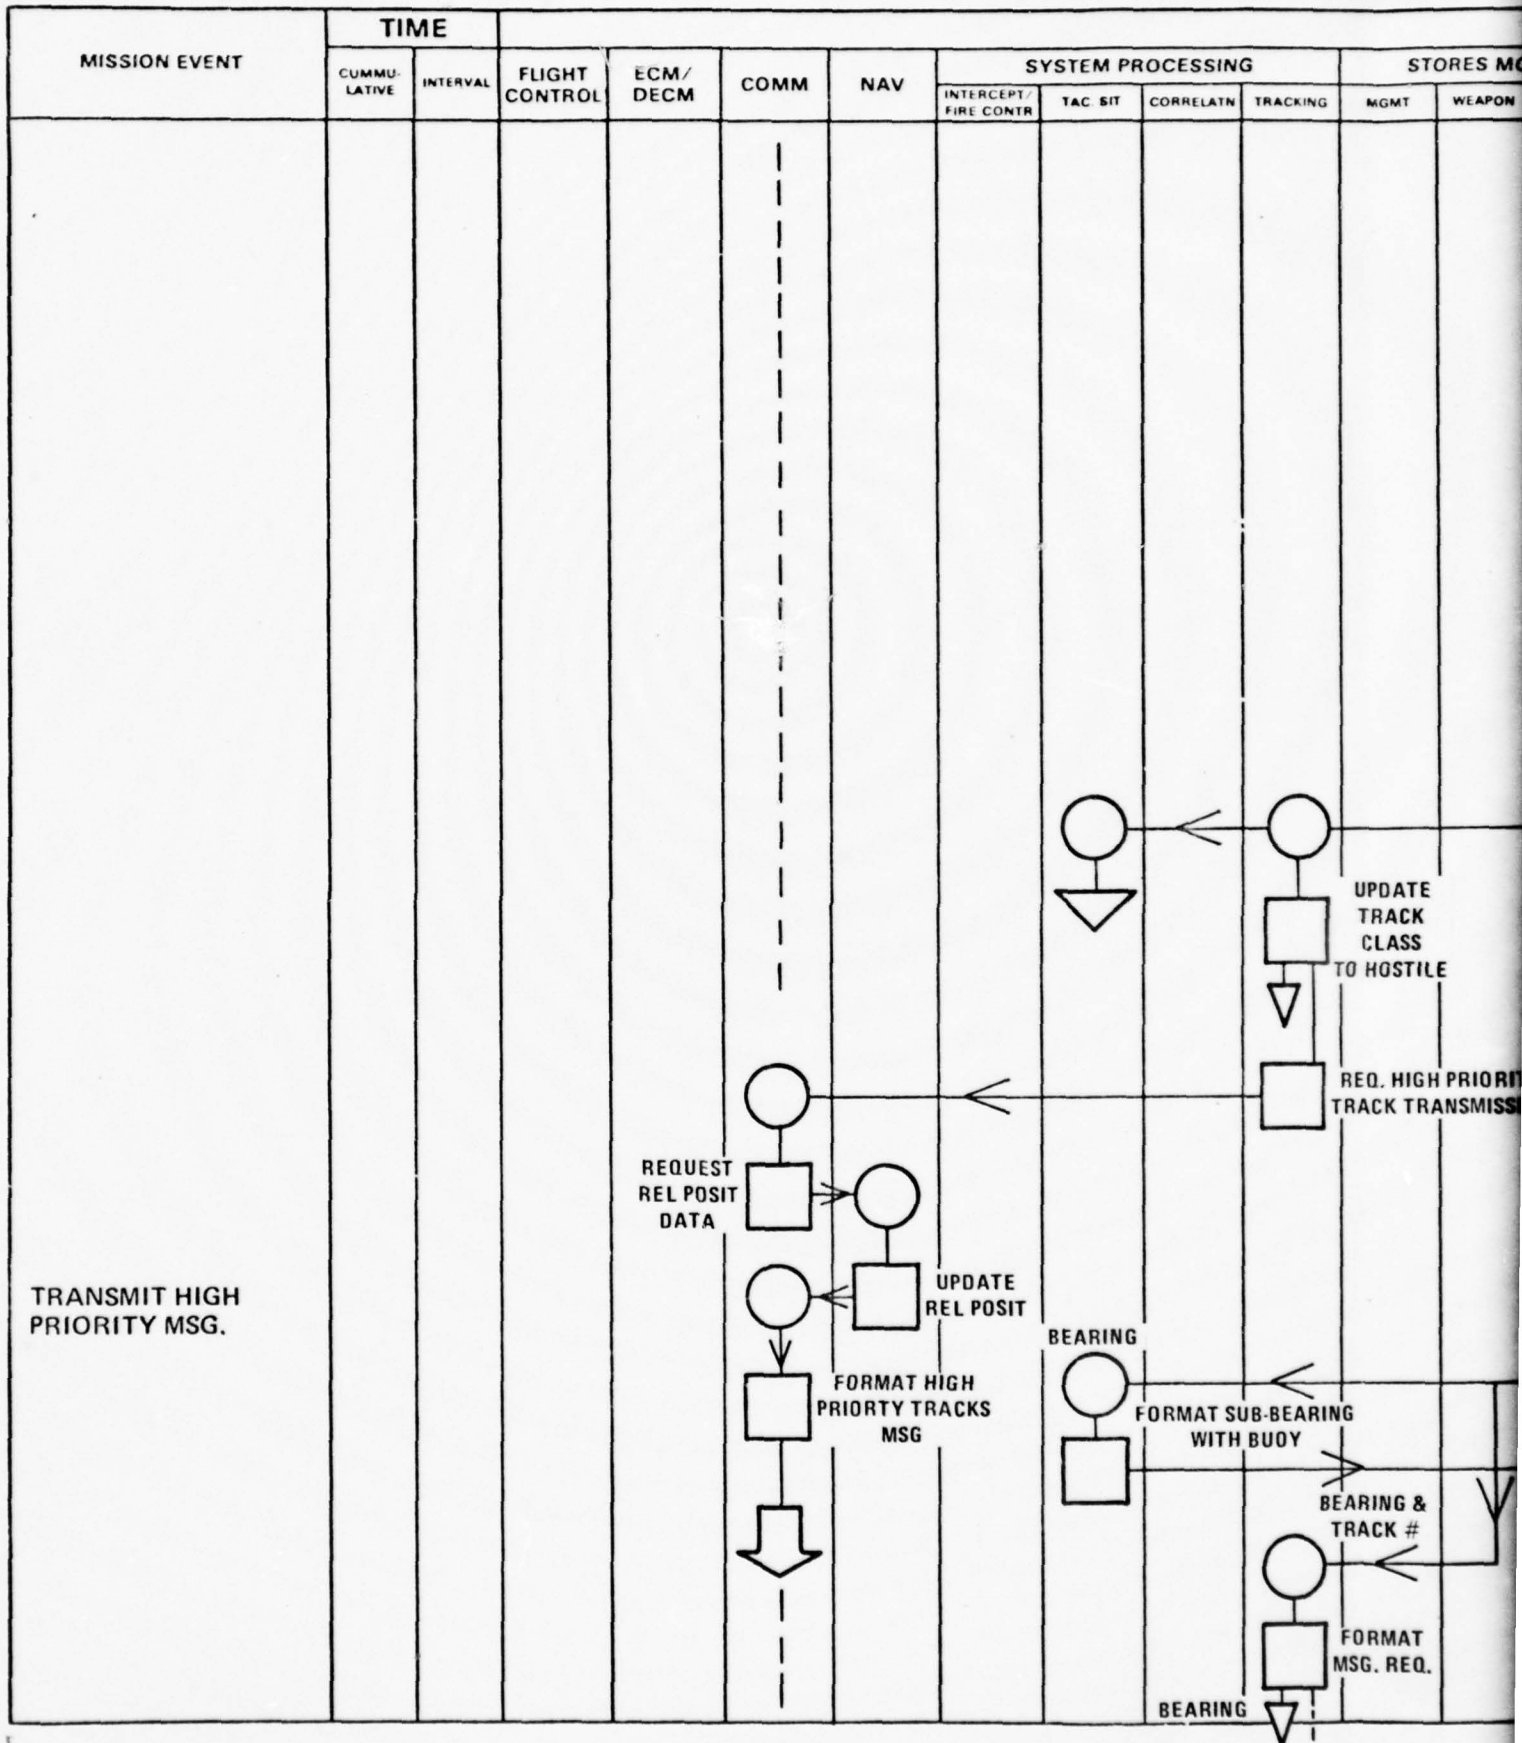 MISSION EVENT
TIME
CUMMU-
LATIVE
INTERVAL
FLIGHT
CONTROL
ECM/
DECM
COMM
NAV
SYSTEM PROCESSING
INTERCEPT/
FIRE CONTR
TAC. SIT
CORRELATN
TRACKING
STORES
MGMT
WEAPON
UPDATE
TRACK
CLASS
TO HOSTILE
REQ. HIGH
TRACK
REQUEST
REL POSIT
DATA
UPDATE
REL POSIT
TRANSMIT HIGH
PRIORITY MSG.
BEARING
FORMAT HIGH
PRIORTY TRACKS
MSG
FORMAT SUB-BEARING
WITH BUOY
BEARING &
TRACK #
FORMAT
MSG. REQ.
BEARING